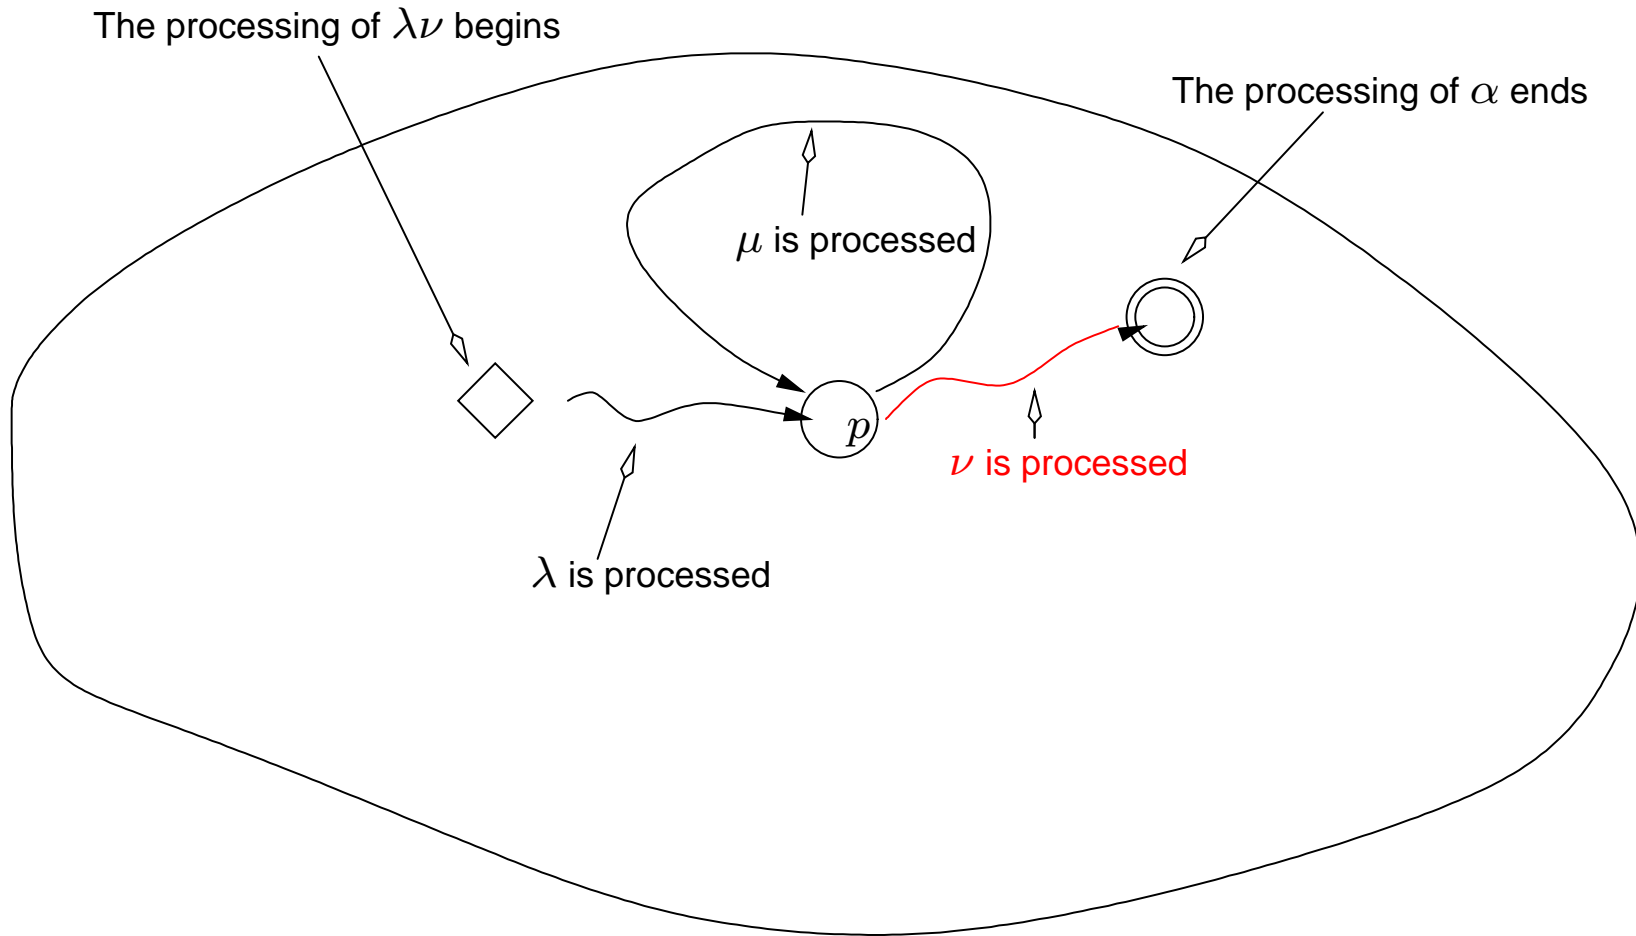 The processing of λν begins
The processing of α ends
μ is processed
p
ν is processed
λ is processed